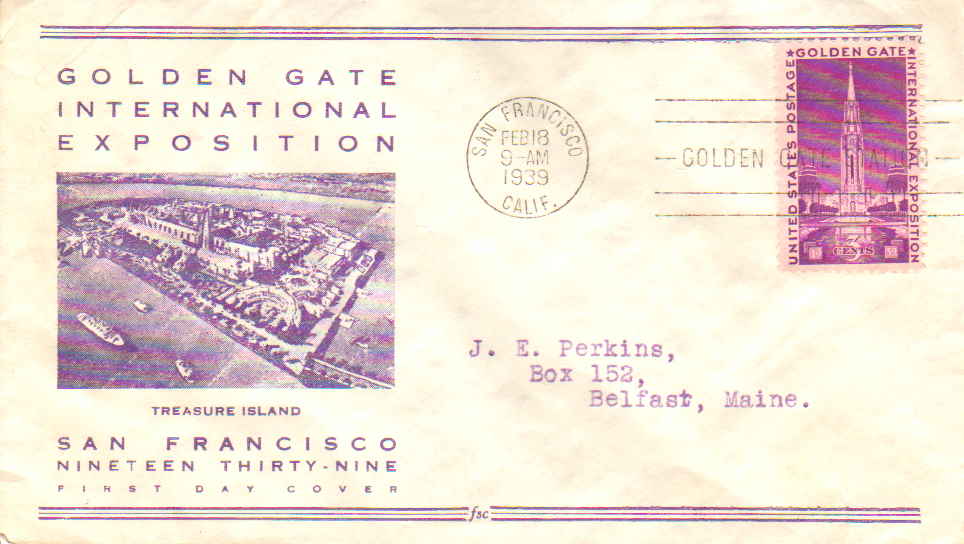 GOLDEN GATE
INTERNATIONAL
EXPOSITION
TREASURE ISLAND
SAN FRANCISCO
NINETEEN THIRTY-NINE
FIRST DAY COVER
fsc
SAN FRANCISCO
FEB 18
9-AM
1939
CALIF.
GOLDEN GATE STATION
★GOLDEN GATE★
UNITED STATES POSTAGE
INTERNATIONAL EXPOSITION
3
CENTS
J. E. Perkins,
Box 152,
Belfast, Maine.